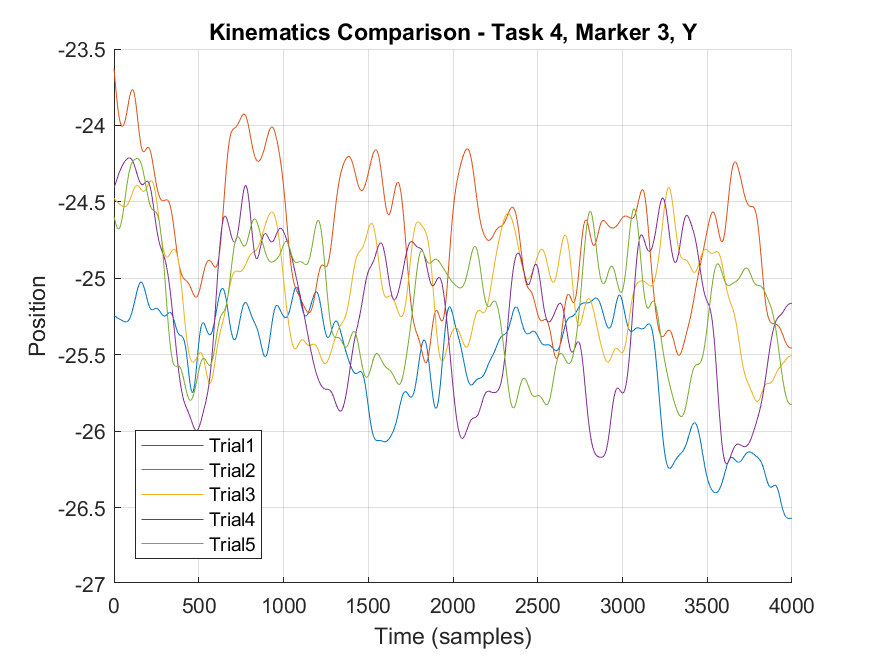 Kinematics Comparison - Task 4, Marker 3, Y
-23.5
-24
-24.5
-25
-25.5
-26
-26.5
-27
Position
Trial1
Trial2
Trial3
Trial4
Trial5
0 500 1000 1500 2000 2500 3000 3500 4000
Time (samples)